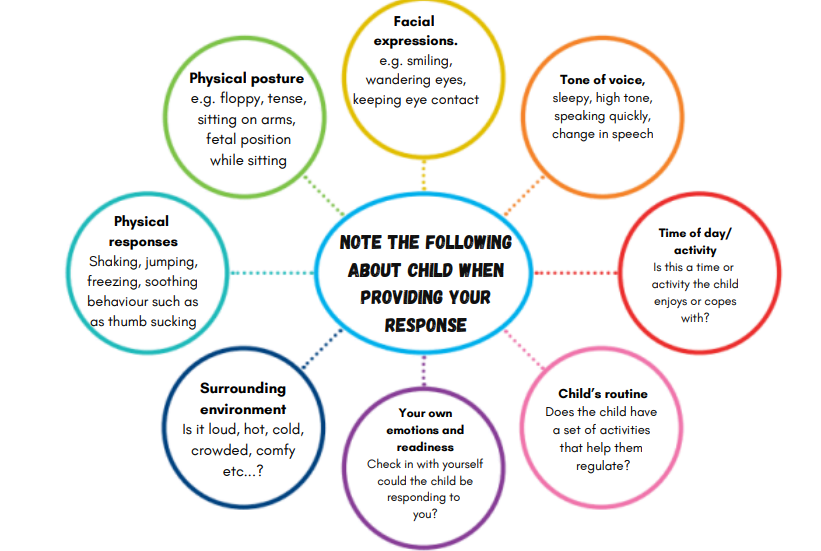 Facial
expressions.
e.g. smiling,
wandering eyes,
keeping eye contact
Physical posture
e.g. floppy, tense,
sitting on arms,
fetal position
while sitting
Tone of voice,
sleepy, high tone,
speaking quickly,
change in speech
Physical
responses
Shaking, jumping,
freezing, soothing
behaviour such as
as thumb sucking
NOTE THE FOLLOWING
ABOUT CHILD WHEN
PROVIDING YOUR
RESPONSE
Time of day/
activity
Is this a time or
activity the child
enjoys or copes
with?
Surrounding
environment
Is it loud, hot, cold,
crowded, comfy
etc...?
Your own
emotions and
readiness
Check in with yourself
could the child be
responding to
you?
Child's routine
Does the child have
a set of activities
that help them
regulate?